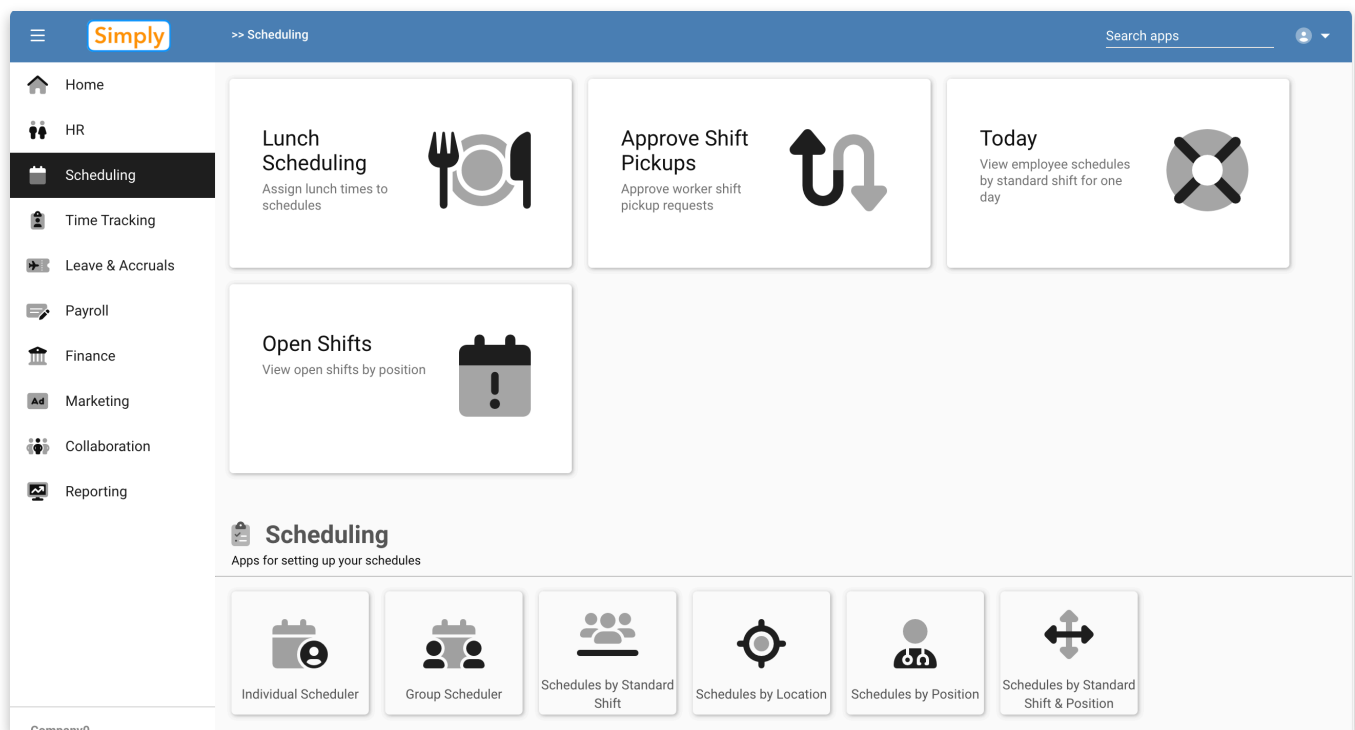 Simply
>> Scheduling
Search apps
Home
HR
Scheduling
Time Tracking
Leave & Accruals
Payroll
Finance
Ad
Marketing
Collaboration
Reporting
Lunch
Scheduling
Assign lunch times to
schedules
Approve Shift
Pickups
Approve worker shift
pickup requests
Today
View employee schedules
by standard shift for one
day
Open Shifts
View open shifts by position
Scheduling
Apps for setting up your schedules
Individual Scheduler
Group Scheduler
Schedules by Standard
Shift
Schedules by Location
Schedules by Position
Schedules by Standard
Shift & Position